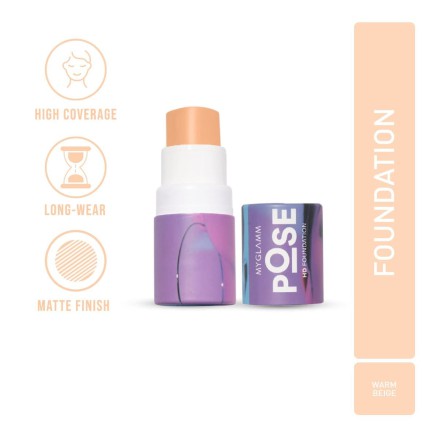 HIGH COVERAGE
LONG-WEAR
MATTE FINISH
MYGLAMM
POSE
HD FOUNDATION
FOUNDATION
WARM
BEIGE